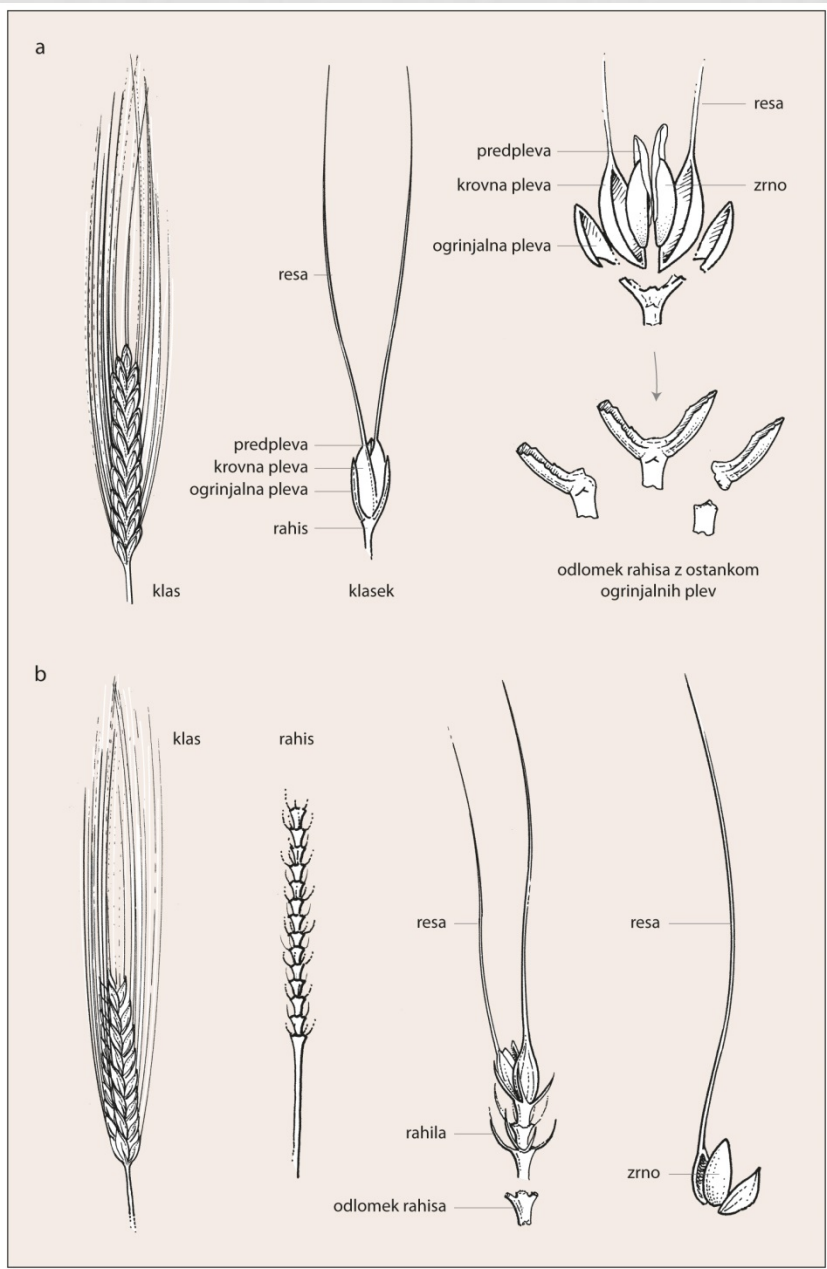 a
resa
predpleva
krovna pleva
zrno
ogrinjalna pleva
resa
predpleva
krovna pleva
ogrinjalna pleva
rahis
klas
klasek
odlomek rahisa z ostankom
ogrinjalnih plev
b
klas
rahis
resa
resa
rahila
zrno
odlomek rahisa